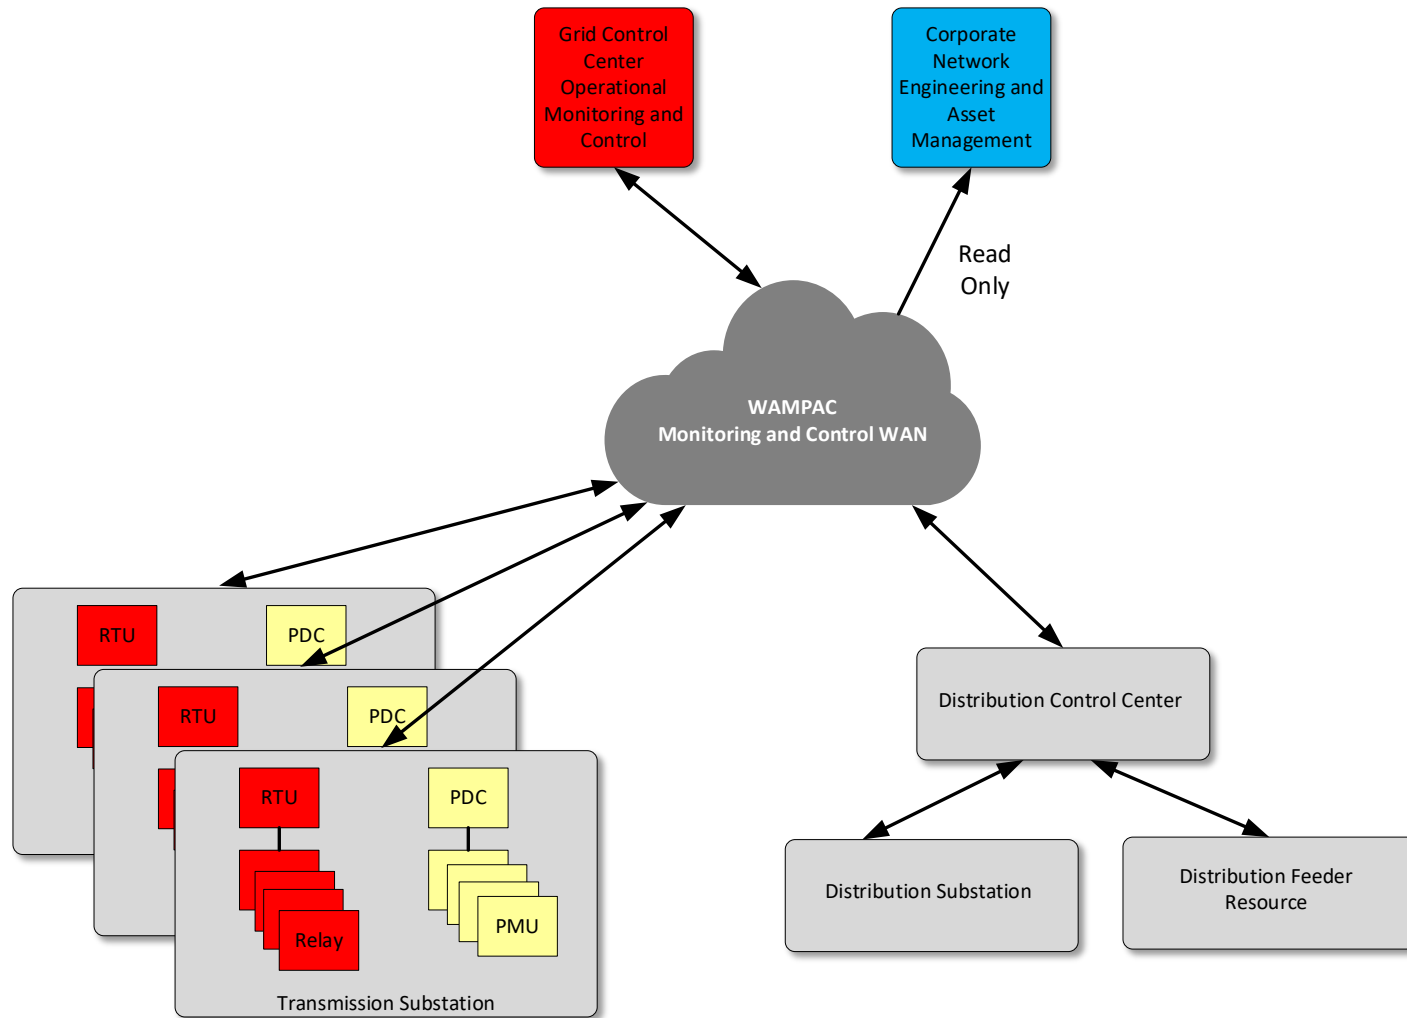 Grid Control
Center
Operational
Monitoring and
Control
Corporate
Network
Engineering and
Asset
Management
Read
Only
WAMPAC
Monitoring and Control WAN
RTU
PDC
RTU
PDC
RTU
PDC
Relay
PMU
Transmission Substation
Distribution Control Center
Distribution Substation
Distribution Feeder
Resource